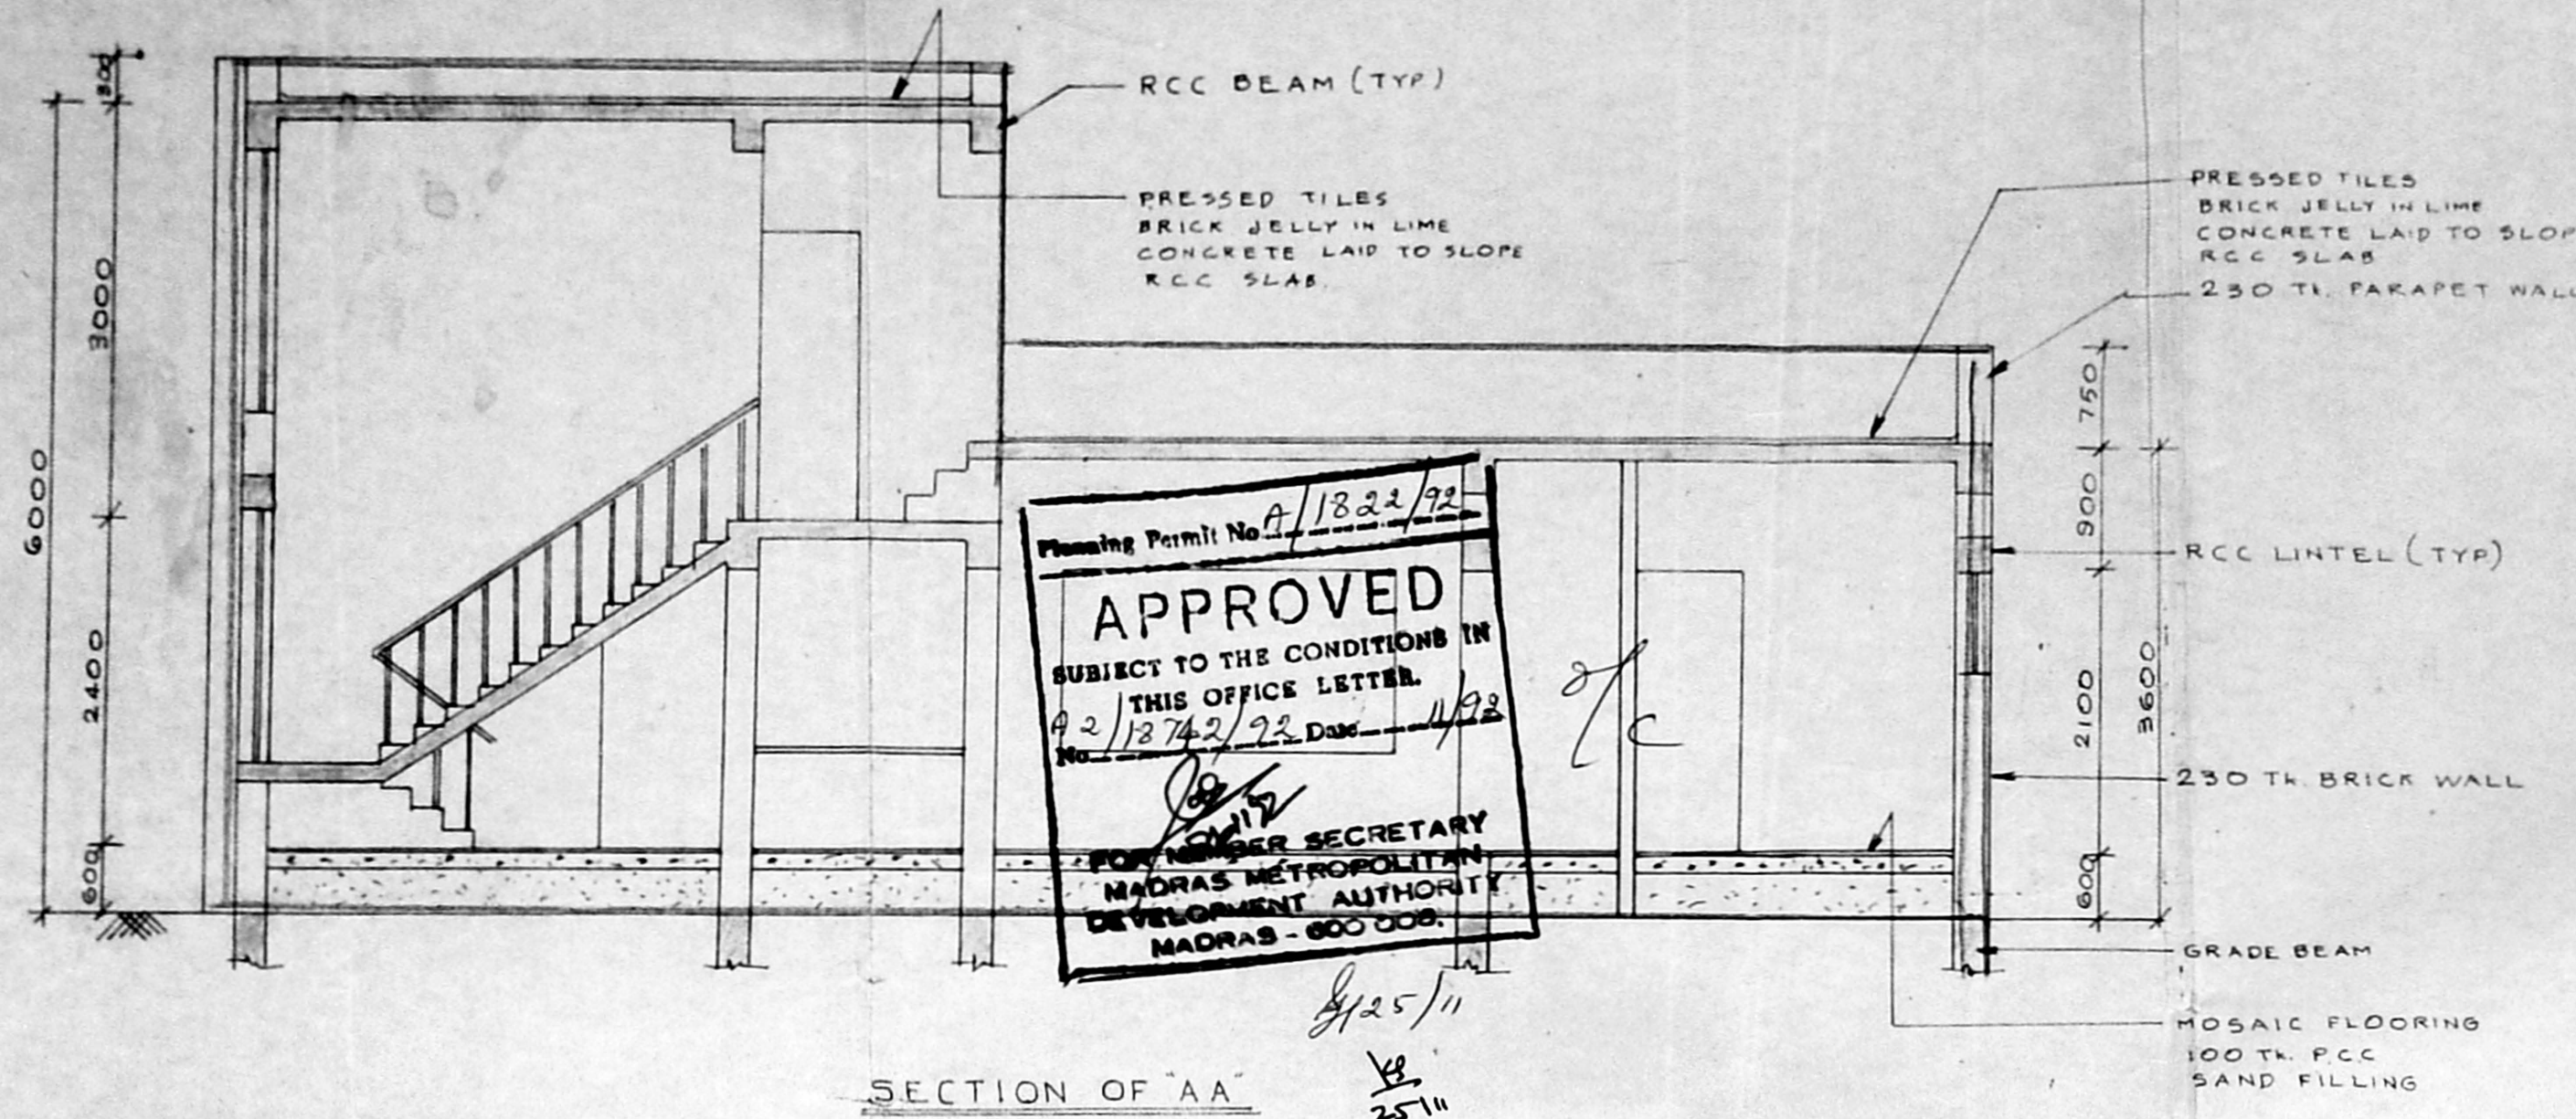 RCC BEAM (TYP)
PRESSED TILES
BRICK JELLY IN LIME
CONCRETE LAID TO SLOPE
RCC SLAB.
PRESSED TILES
BRICK JELLY IN LIME
CONCRETE LAID TO SLOP
RCC SLAB
230 Th. PARAPET WALL
RCC LINTEL (TYP)
230 Th. BRICK WALL
GRADE BEAM
MOSAIC FLOORING
100 Th. P.C.C
SAND FILLING
6000
300
3000
2400
600
750
900
2100
3600
600
Planning Permit No. A/1822/92
APPROVED
SUBJECT TO THE CONDITIONS IN
THIS OFFICE LETTER.
No. A2/18742/92 Date 11/92
FOR MEMBER SECRETARY
MADRAS METROPOLITAN
DEVELOPMENT AUTHORITY
MADRAS - 600 008.
25/11
25/11
SECTION OF "AA"